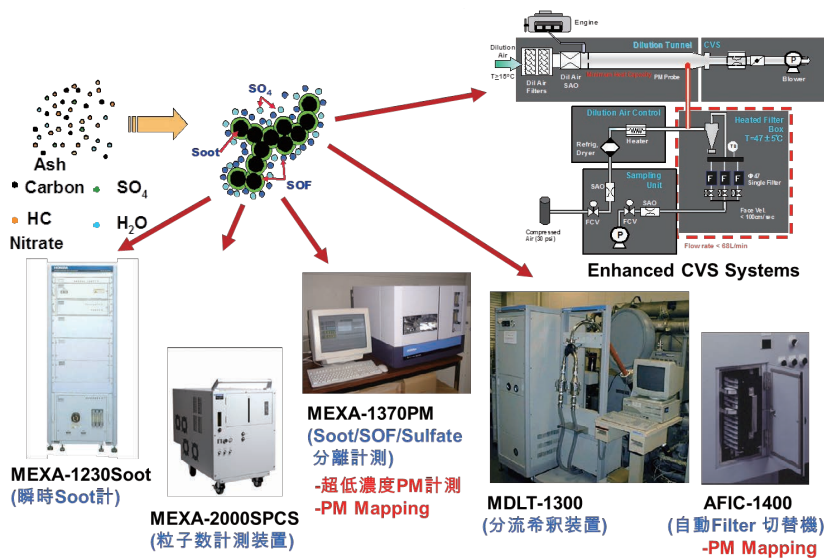 Ash
Carbon
SO4
HC
H2O
Nitrate
SO4
Soot
SOF
Engine
Dilution
Air
T≥15°C
Dilution Tunnel
CVS
PM Probe
Dil Air
Filters
Dil Air
SAO
Blower
P
Dilution Air Control
Refrig.
Dryer
Heater
Heated Filter
Box
T=47±5℃
F F F
Φ47
Single Filter
Face Vel.
< 100cm/sec
Flow rate < 68L/min
Sampling
Unit
SAO
FCV
FCV
SAO
P
Compressed
Air (30 psi)
Enhanced CVS Systems
MEXA-1230Soot
(瞬時Soot計)
MEXA-2000SPCS
(粒子数計測装置)
MEXA-1370PM
(Soot/SOF/Sulfate
分離計測)
-超低濃度PM計測
-PM Mapping
MDLT-1300
(分流希釈装置)
AFIC-1400
(自動Filter 切替機)
-PM Mapping